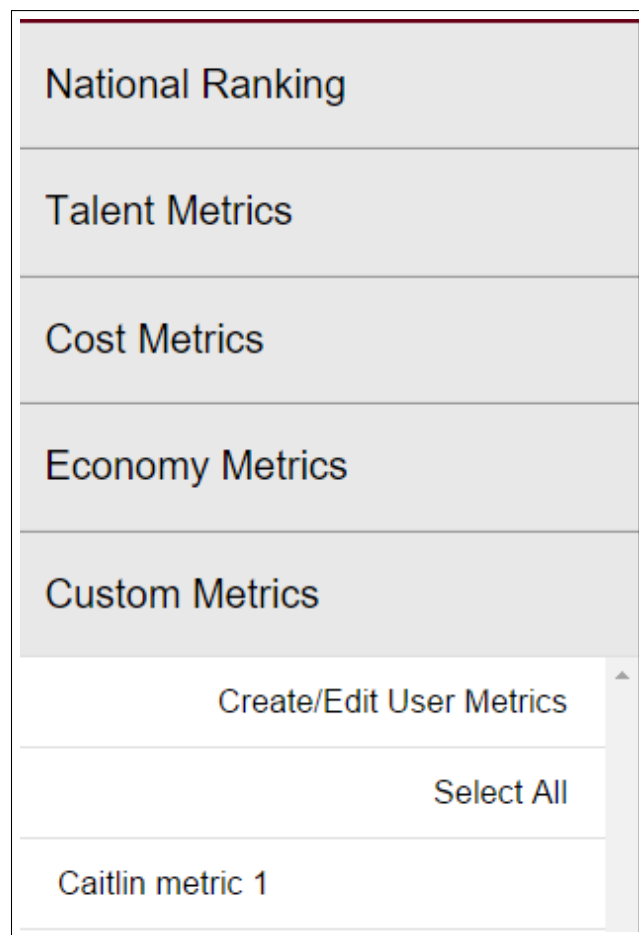 National Ranking
Talent Metrics
Cost Metrics
Economy Metrics
Custom Metrics
Create/Edit User Metrics
Select All
Caitlin metric 1